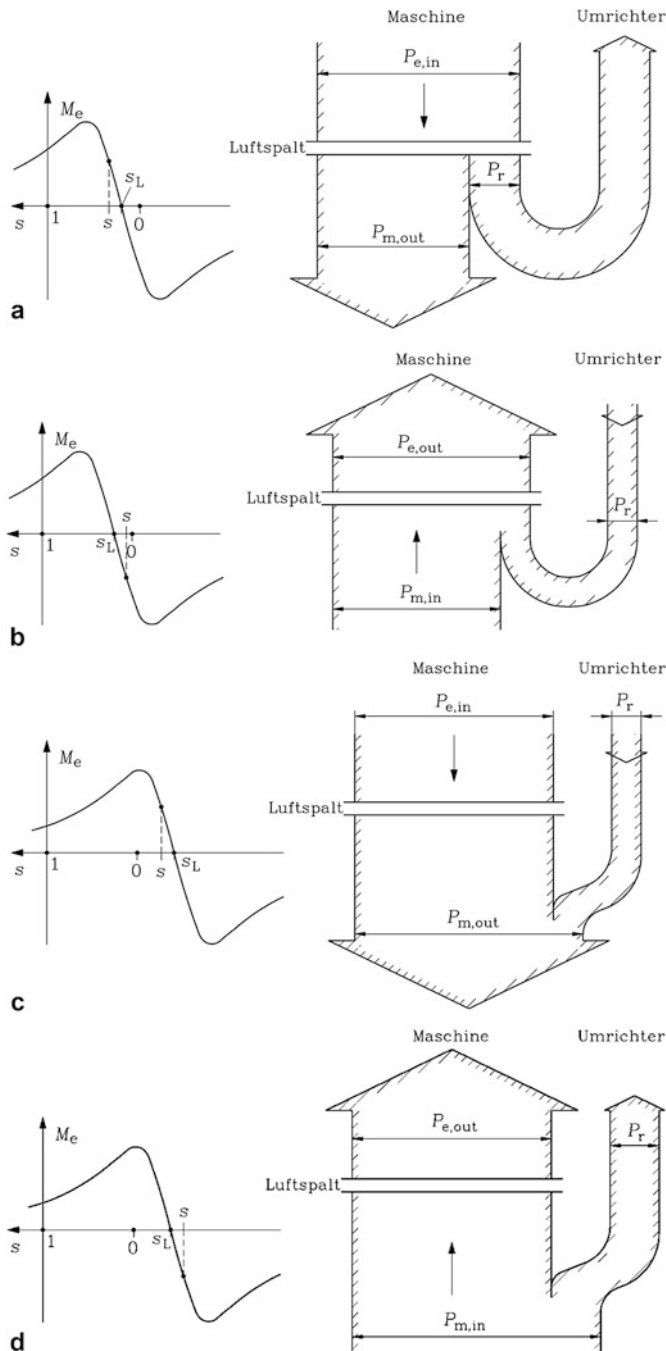 Maschine Umrichter
P_e,in
M_e
Luftspalt
s_L
P_r
s 1 s 0
P_m,out
a
Maschine Umrichter
M_e
P_e,out
Luftspalt
s
P_r
s 1 s_L 0
P_m,in
b
Maschine Umrichter
P_e,in P_r
M_e
Luftspalt
s 1 0 s s_L
P_m,out
c
Maschine Umrichter
M_e
P_e,out P_r
Luftspalt
s
s 1 0 s_L
P_m,in
d